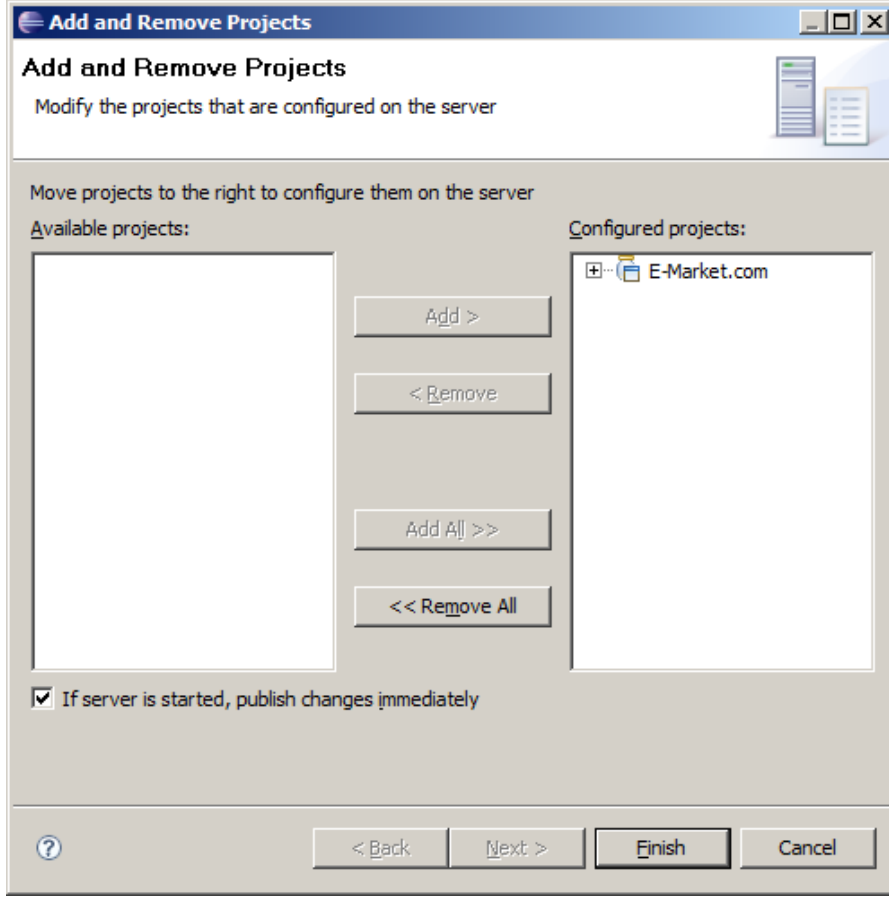 Add and Remove Projects
Add and Remove Projects
Modify the projects that are configured on the server
Move projects to the right to configure them on the server
Available projects:
Configured projects:
E-Market.com
Add >
< Remove
Add All >>
<< Remove All
If server is started, publish changes immediately
?
< Back
Next >
Finish
Cancel